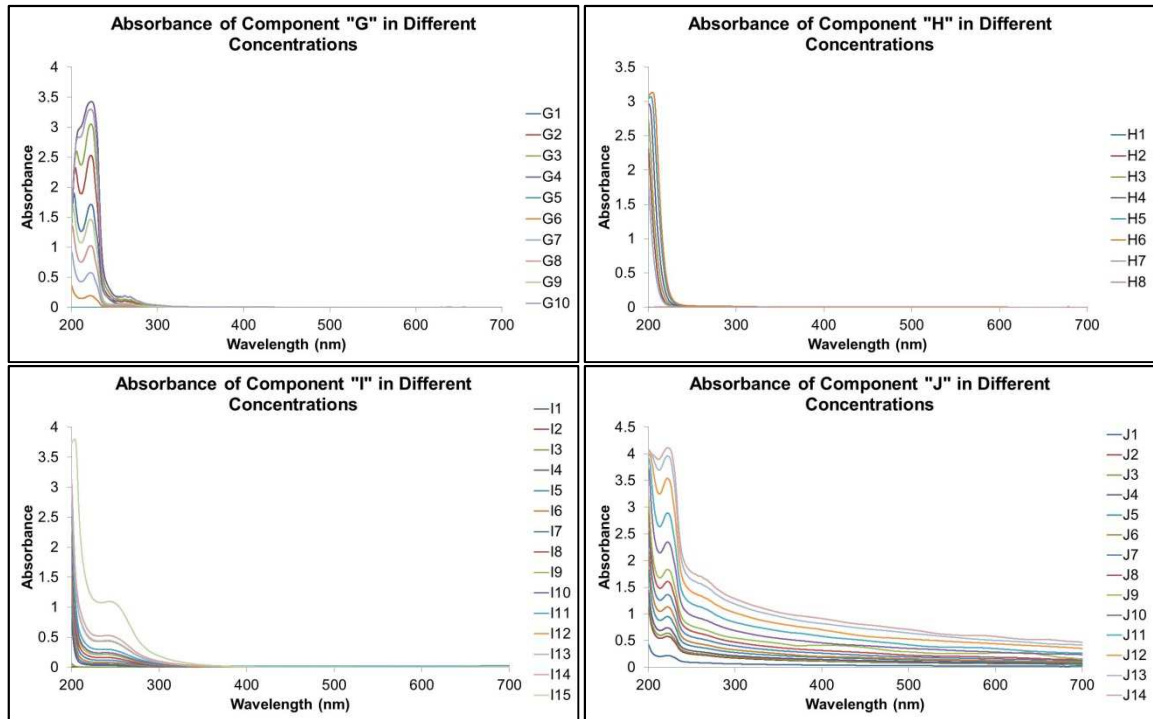 Absorbance of Component "G" in Different
Concentrations
Absorbance
4
3.5
3
2.5
2
1.5
1
0.5
0
200 300 400 500 600 700
Wavelength (nm)
G1
G2
G3
G4
G5
G6
G7
G8
G9
G10
Absorbance of Component "H" in Different
Concentrations
Absorbance
3.5
3
2.5
2
1.5
1
0.5
0
200 300 400 500 600 700
Wavelength (nm)
H1
H2
H3
H4
H5
H6
H7
H8
Absorbance of Component "I" in Different
Concentrations
Absorbance
4
3.5
3
2.5
2
1.5
1
0.5
0
200 300 400 500 600 700
Wavelength (nm)
I1
I2
I3
I4
I5
I6
I7
I8
I9
I10
I11
I12
I13
I14
I15
Absorbance of Component "J" in Different
Concentrations
Absorbance
4.5
4
3.5
3
2.5
2
1.5
1
0.5
0
200 300 400 500 600 700
Wavelength (nm)
J1
J2
J3
J4
J5
J6
J7
J8
J9
J10
J11
J12
J13
J14